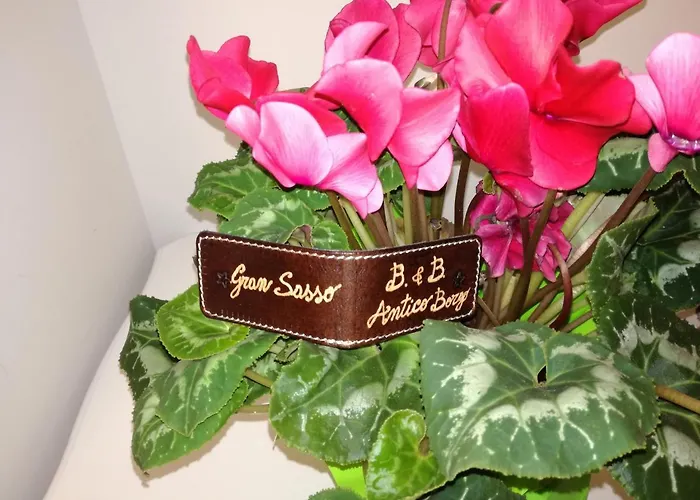 Gran Sasso
B. & B.
Antico Borgo